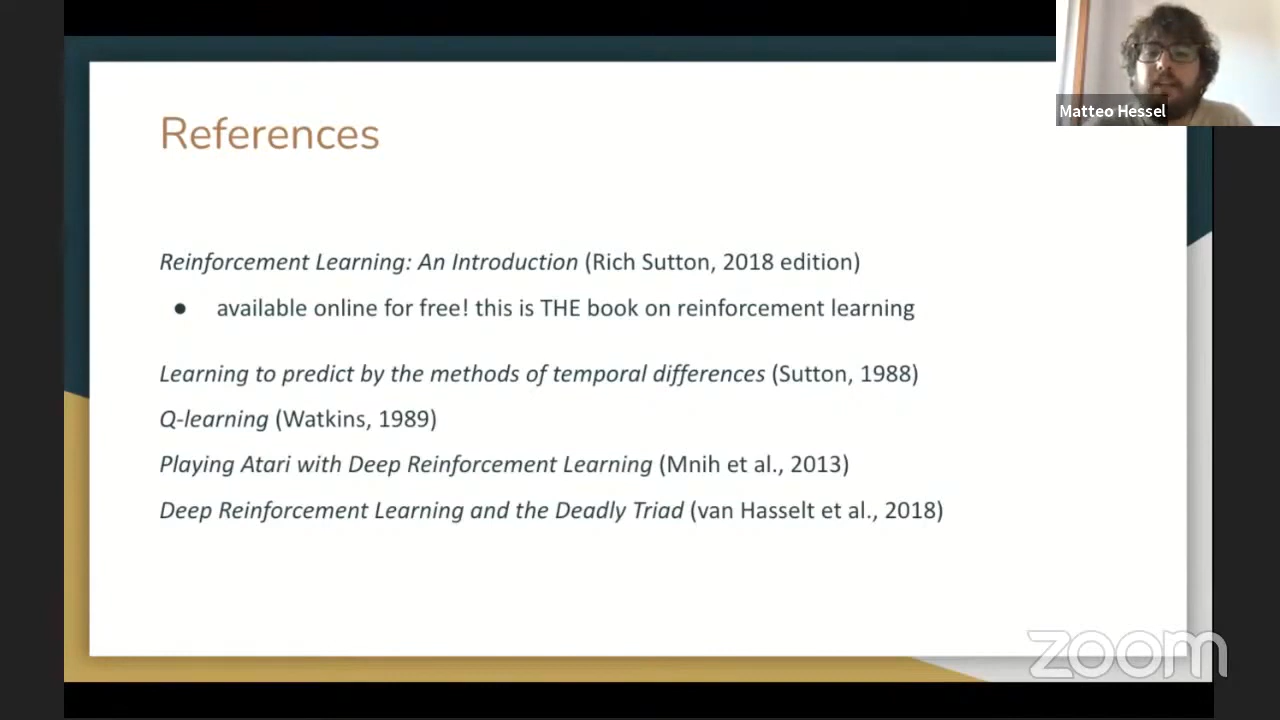 Matteo Hessel
References
Reinforcement Learning: An Introduction (Rich Sutton, 2018 edition)
● available online for free! this is THE book on reinforcement learning
Learning to predict by the methods of temporal differences (Sutton, 1988)
Q-learning (Watkins, 1989)
Playing Atari with Deep Reinforcement Learning (Mnih et al., 2013)
Deep Reinforcement Learning and the Deadly Triad (van Hasselt et al., 2018)
zoom